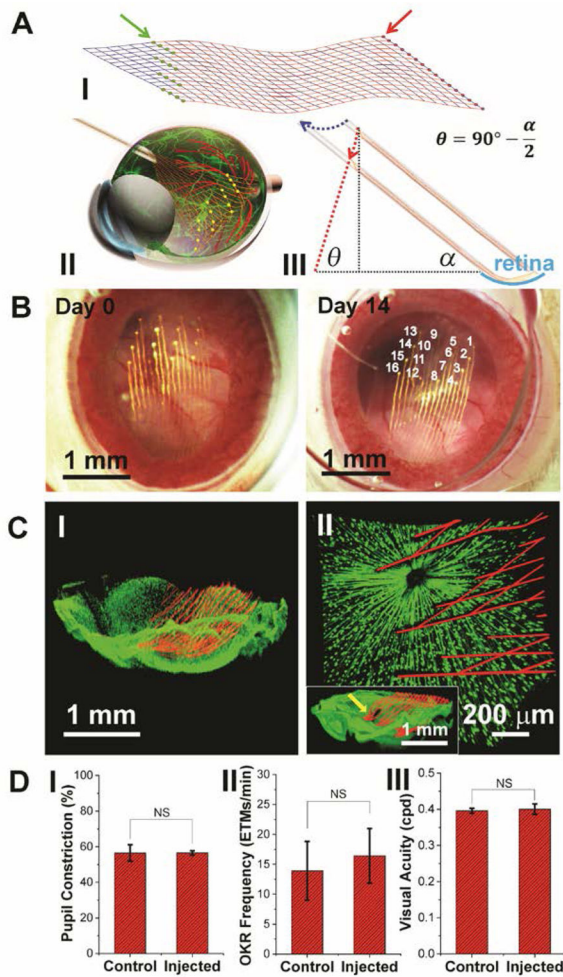 A
I
θ = 90° − α/2
II
III
θ
α
retina
B
Day 0
Day 14
13 9
14 10 5 1
15 11 6 2
16 12 7 3
8 4
1 mm
1 mm
C
I
II
1 mm
1 mm
200 μm
D
I
II
III
Pupil Constriction (%)
100
80
60
40
20
0
NS
Control Injected
OKR Frequency (ETMs/min)
30
25
20
15
10
5
0
NS
Control Injected
Visual Acuity (cpd)
0.5
0.4
0.3
0.2
0.1
0.0
NS
Control Injected